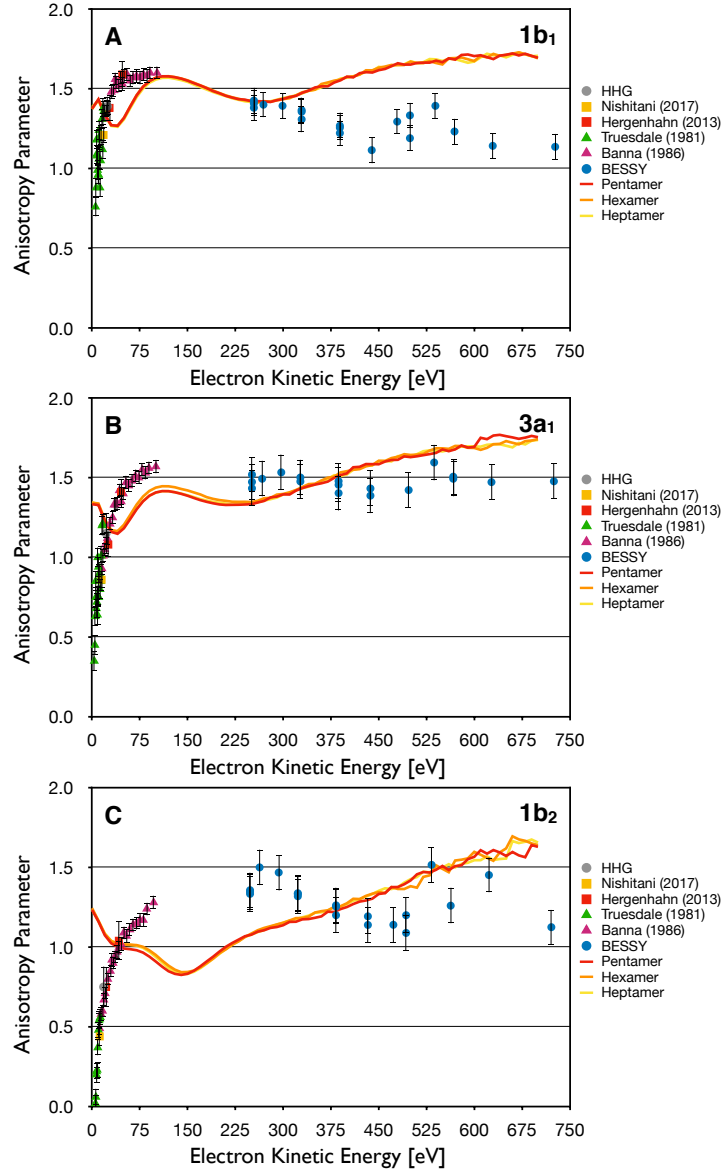 A
1b1
2.0
1.5
1.0
0.5
0.0
Anisotropy Parameter
0 75 150 225 300 375 450 525 600 675 750
Electron Kinetic Energy [eV]
HHG
Nishitani (2017)
Hergenhahn (2013)
Truesdale (1981)
Banna (1986)
BESSY
Pentamer
Hexamer
Heptamer
B
3a1
2.0
1.5
1.0
0.5
0.0
Anisotropy Parameter
0 75 150 225 300 375 450 525 600 675 750
Electron Kinetic Energy [eV]
HHG
Nishitani (2017)
Hergenhahn (2013)
Truesdale (1981)
Banna (1986)
BESSY
Pentamer
Hexamer
Heptamer
C
1b2
2.0
1.5
1.0
0.5
0.0
Anisotropy Parameter
0 75 150 225 300 375 450 525 600 675 750
Electron Kinetic Energy [eV]
HHG
Nishitani (2017)
Hergenhahn (2013)
Truesdale (1981)
Banna (1986)
BESSY
Pentamer
Hexamer
Heptamer